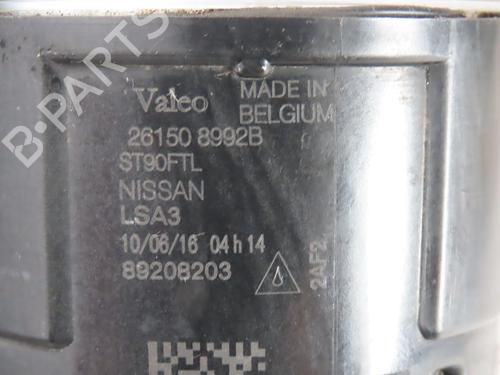 Valeo
MADE IN
BELGIUM
26150 8992B
ST90FTL
NISSAN
LSA3
10/06/16 04h14
89208203
2AF2
B-PARTS